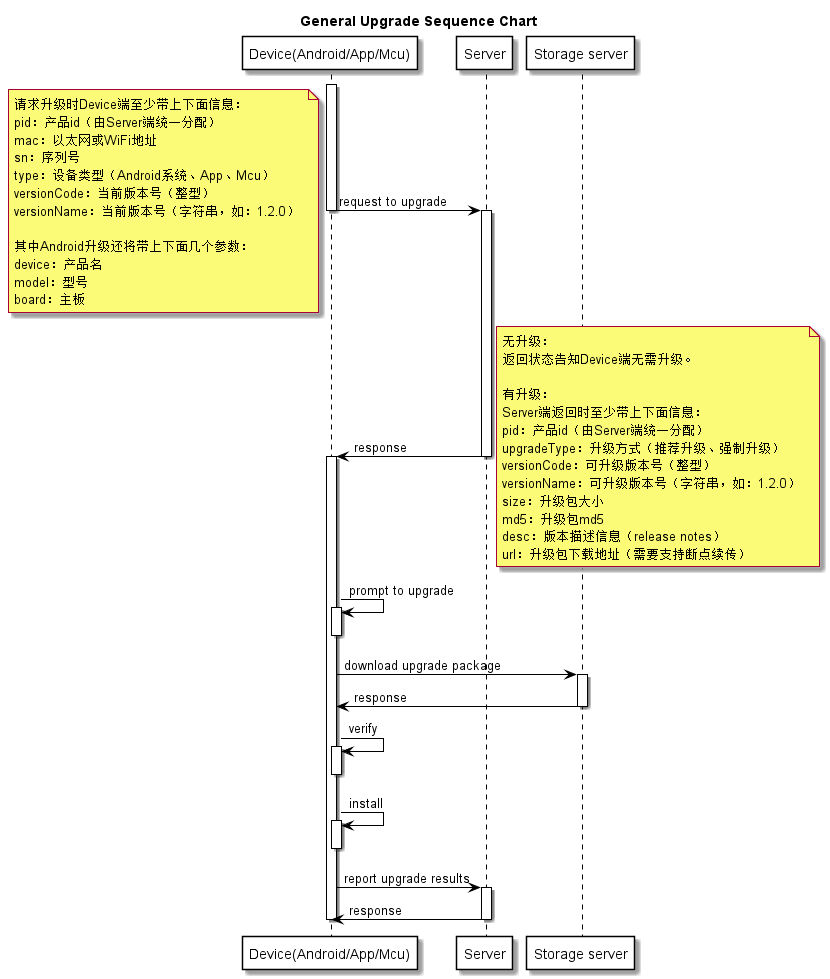 General Upgrade Sequence Chart
Device(Android/App/Mcu)
Server
Storage server
请求升级时Device端至少带上下面信息：
pid：产品id（由Server端统一分配）
mac：以太网或WiFi地址
sn：序列号
type：设备类型（Android系统、App、Mcu）
versionCode：当前版本号（整型）
versionName：当前版本号（字符串，如：1.2.0）
其中Android升级还将带上下面几个参数：
device：产品名
model：型号
board：主板
request to upgrade
无升级：
返回状态告知Device端无需升级。
有升级：
Server端返回时至少带上下面信息：
pid：产品id（由Server端统一分配）
upgradeType：升级方式（推荐升级、强制升级）
versionCode：可升级版本号（整型）
versionName：可升级版本号（字符串，如：1.2.0）
size：升级包大小
md5：升级包md5
desc：版本描述信息（release notes）
url：升级包下载地址（需要支持断点续传）
response
prompt to upgrade
download upgrade package
response
verify
install
report upgrade results
response
Device(Android/App/Mcu)
Server
Storage server